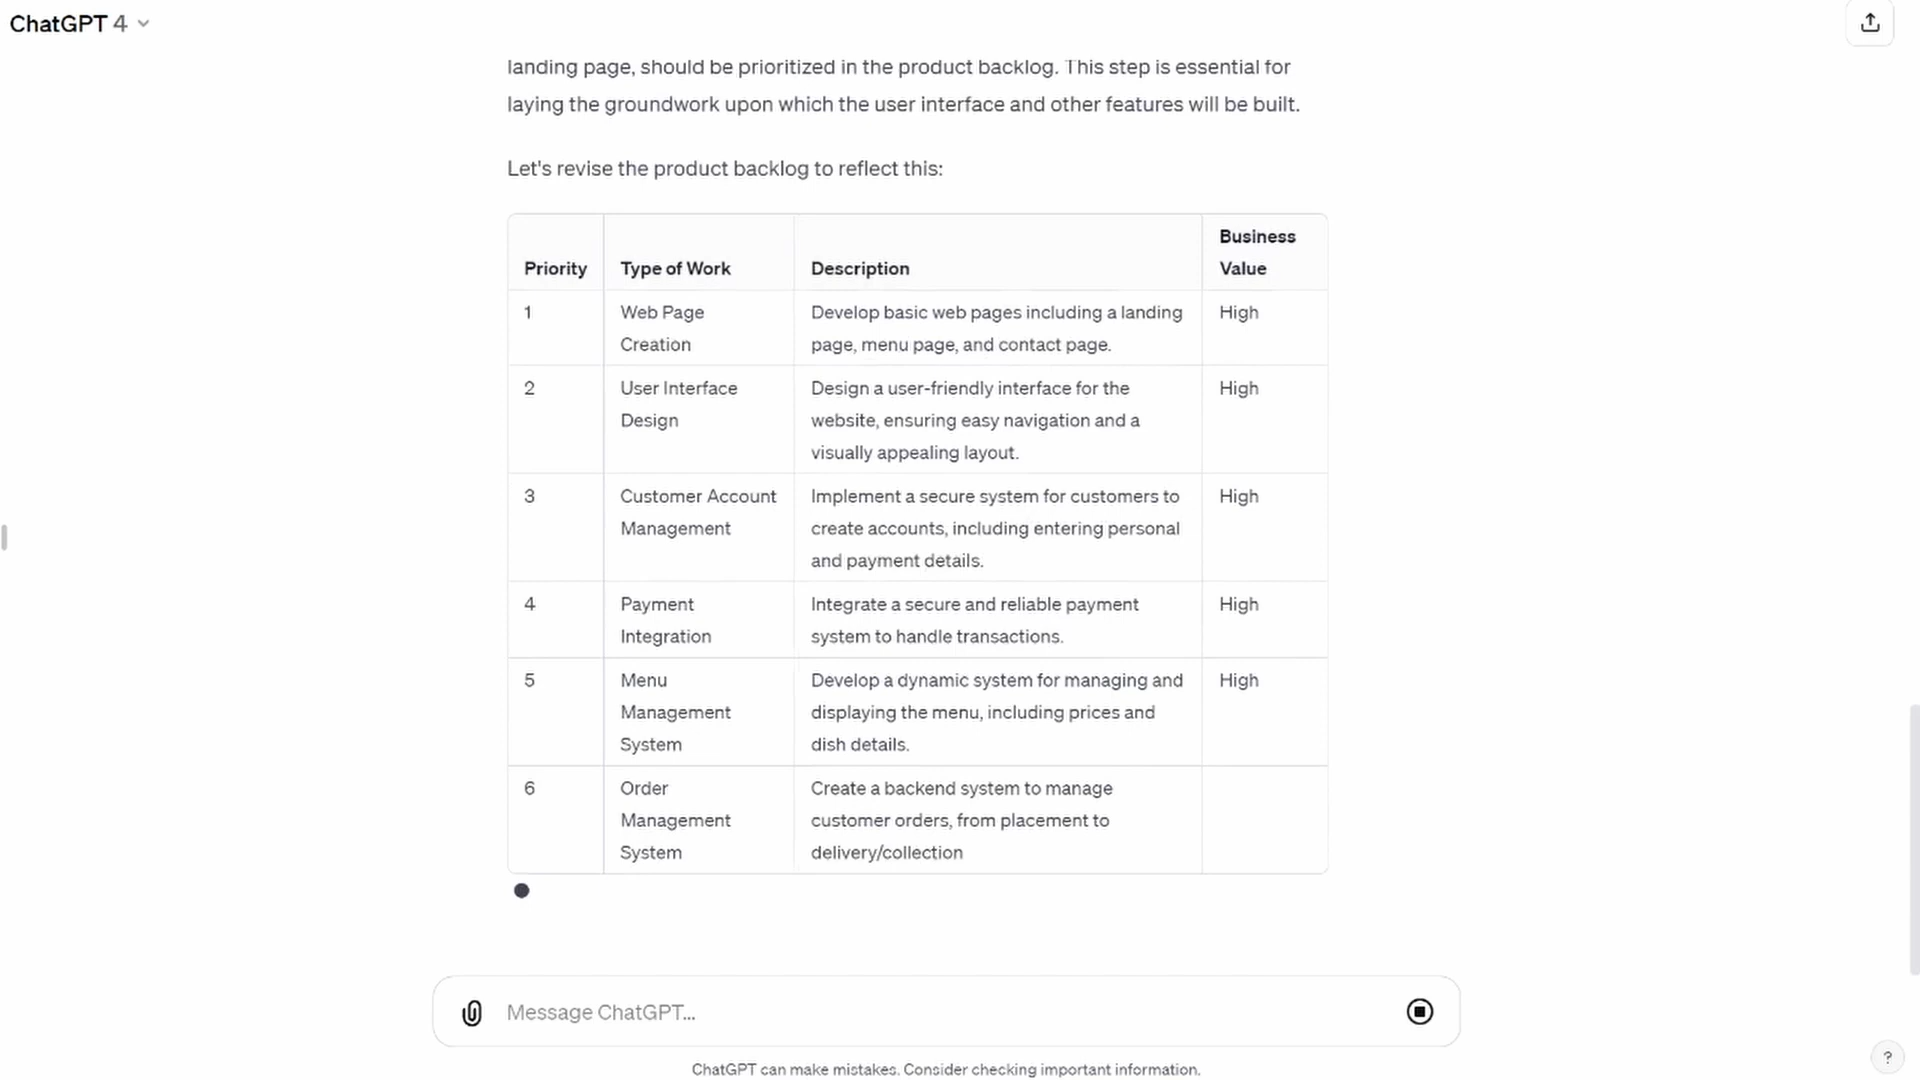 ChatGPT 4
landing page, should be prioritized in the product backlog. This step is essential for
laying the groundwork upon which the user interface and other features will be built.
Let's revise the product backlog to reflect this:
Priority Type of Work Description Business Value
1 Web Page Creation Develop basic web pages including a landing page, menu page, and contact page. High
2 User Interface Design Design a user-friendly interface for the website, ensuring easy navigation and a visually appealing layout. High
3 Customer Account Management Implement a secure system for customers to create accounts, including entering personal and payment details. High
4 Payment Integration Integrate a secure and reliable payment system to handle transactions. High
5 Menu Management System Develop a dynamic system for managing and displaying the menu, including prices and dish details. High
6 Order Management System Create a backend system to manage customer orders, from placement to delivery/collection
Message ChatGPT...
ChatGPT can make mistakes. Consider checking important information.
?